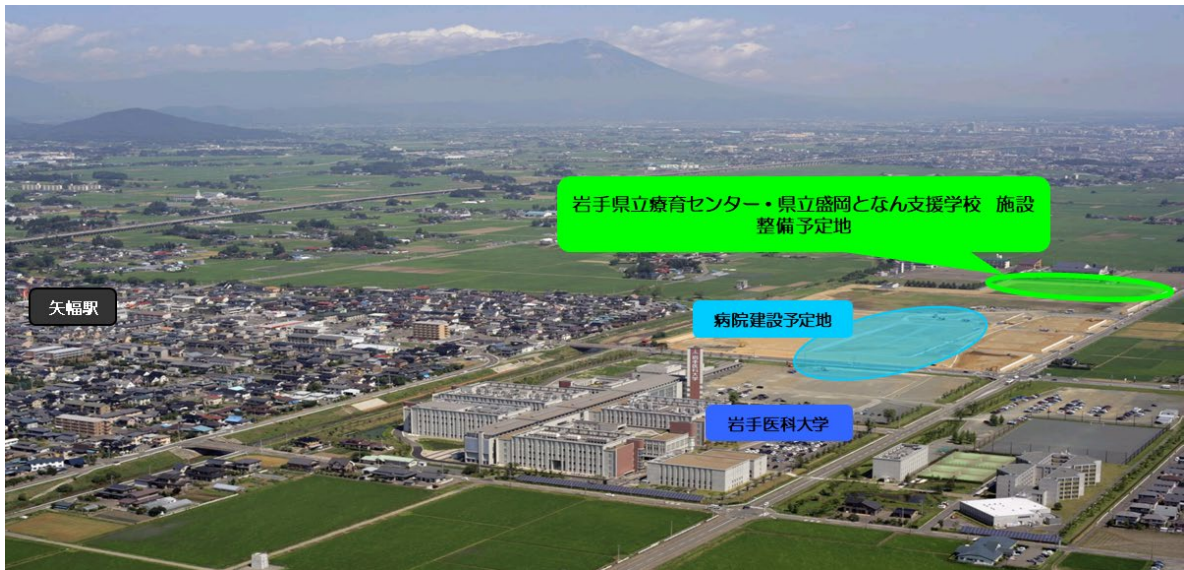 岩手県立療育センター・県立盛岡となん支援学校 施設
整備予定地
矢幅駅
病院建設予定地
岩手医科大学